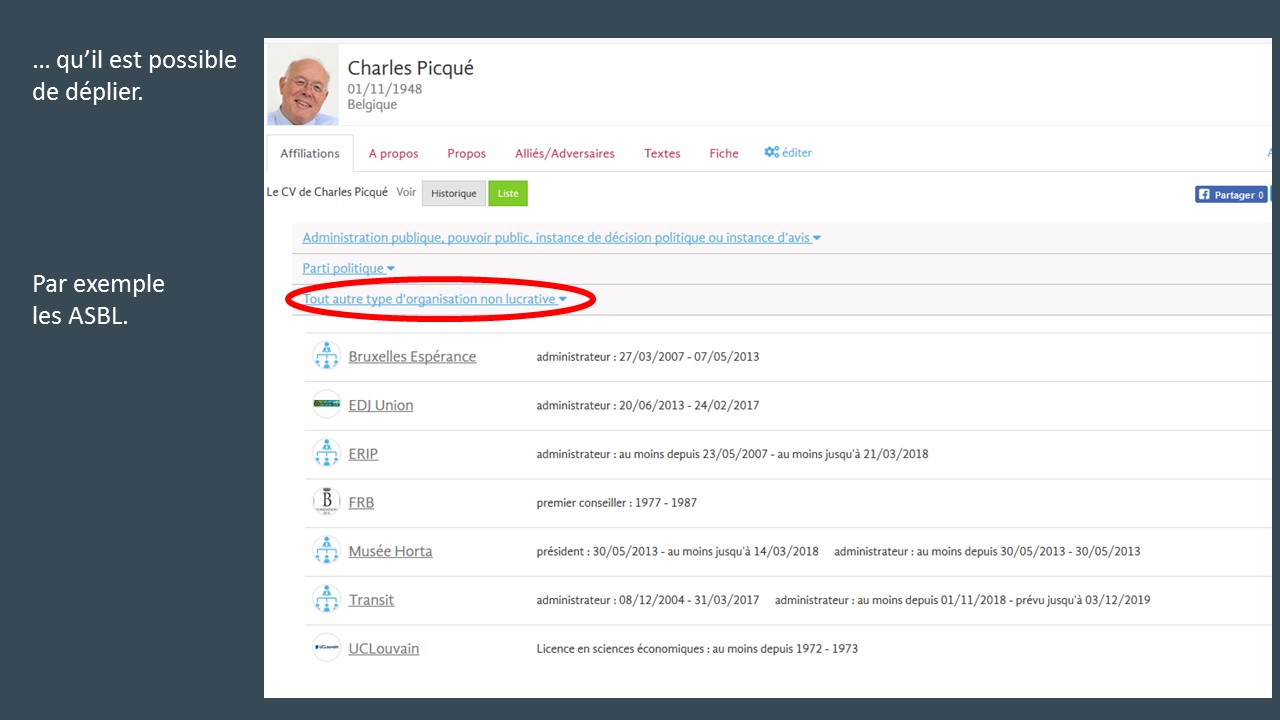 ... qu'il est possible
de déplier.
Par exemple
les ASBL.
Charles Picqué
01/11/1948
Belgique
Affiliations A propos Propos Alliés/Adversaires Textes Fiche éditer
Le CV de Charles Picqué Voir Historique Liste Partager 0
Administration publique, pouvoir public, instance de décision politique ou instance d'avis
Parti politique
Tout autre type d'organisation non lucrative
Bruxelles Espérance administrateur : 27/03/2007 - 07/05/2013
EDJ Union administrateur : 20/06/2013 - 24/02/2017
ERIP administrateur : au moins depuis 23/05/2007 - au moins jusqu'à 21/03/2018
B
FRB premier conseiller : 1977 - 1987
Musée Horta président : 30/05/2013 - au moins jusqu'à 14/03/2018 administrateur : au moins depuis 30/05/2013 - 30/05/2013
Transit administrateur : 08/12/2004 - 31/03/2017 administrateur : au moins depuis 01/11/2018 - prévu jusqu'à 03/12/2019
UCLouvain UCLouvain Licence en sciences économiques : au moins depuis 1972 - 1973